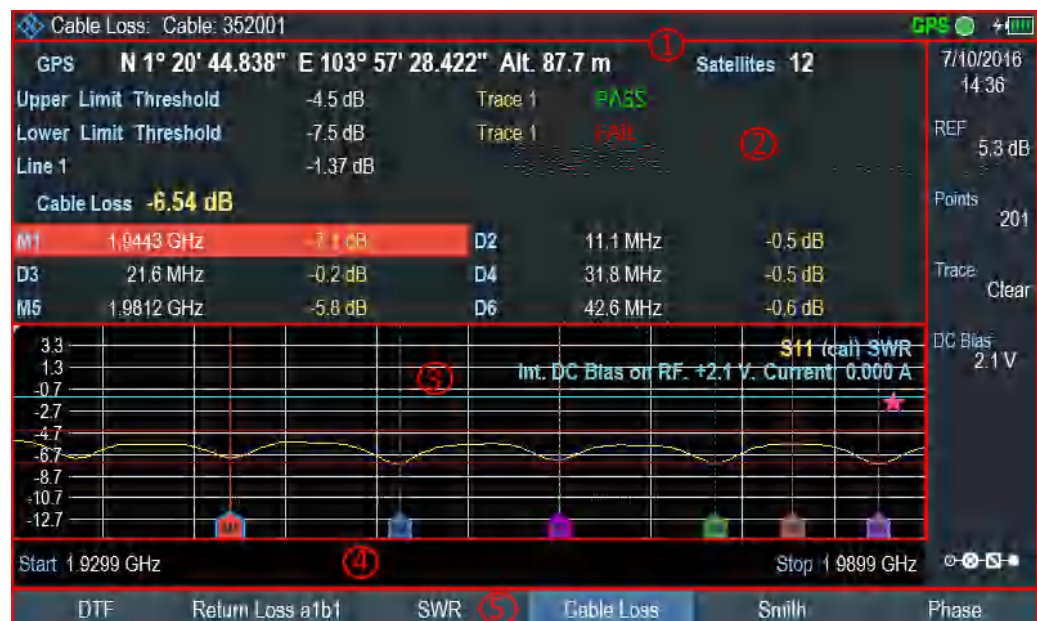 Cable Loss: Cable: 352001 GPS
①
GPS N 1° 20' 44.838" E 103° 57' 28.422" Alt. 87.7 m Satellites 12 7/10/2016
14:36
Upper Limit Threshold -4.5 dB Trace 1 PASS
Lower Limit Threshold -7.5 dB Trace 1 FAIL ② REF
5.3 dB
Line 1 -1.37 dB
Cable Loss -6.54 dB Points
201
M1 1.9443 GHz -7.1 dB D2 11.1 MHz -0.5 dB
D3 21.6 MHz -0.2 dB D4 31.8 MHz -0.5 dB Trace
Clear
M5 1.9812 GHz -5.8 dB D6 42.6 MHz -0.6 dB
3.3 S11 (cal) SWR DC Bias
2.1 V
1.3 ③ Int. DC Bias on RF. +2.1 V. Current: 0.000 A
-0.7
-2.7
-4.7
-6.7
-8.7
-10.7
-12.7 M1
Start 1.9299 GHz ④ Stop 1.9899 GHz
DTF Return Loss a1b1 SWR ⑤ Cable Loss Smith Phase